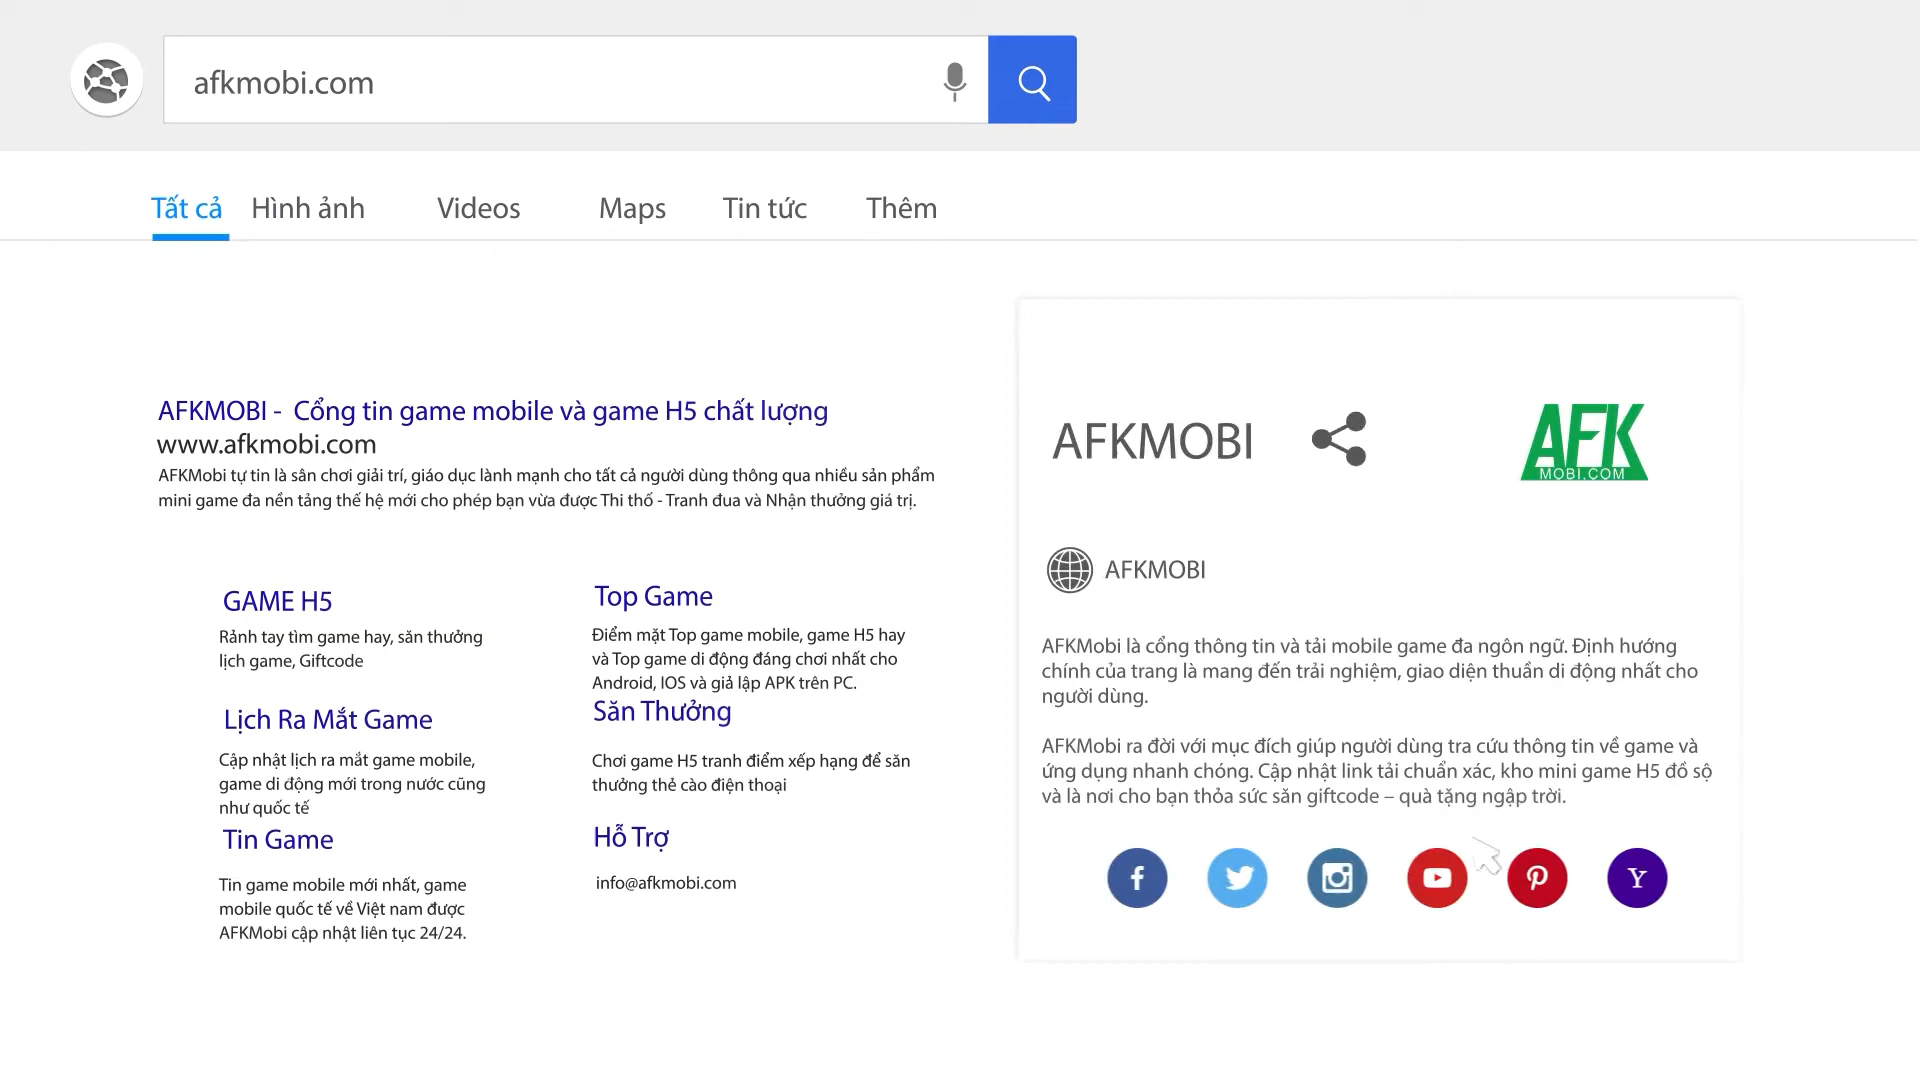 afkmobi.com
Tất cả Hình ảnh Videos Maps Tin tức Thêm
AFKMOBI - Cổng tin game mobile và game H5 chất lượng
www.afkmobi.com
AFKMobi tự tin là sân chơi giải trí, giáo dục lành mạnh cho tất cả người dùng thông qua nhiều sản phẩm
mini game đa nền tảng thế hệ mới cho phép bạn vừa được Thi thố - Tranh đua và Nhận thưởng giá trị.
GAME H5
Rảnh tay tìm game hay, săn thưởng
lịch game, Giftcode
Lịch Ra Mắt Game
Cập nhật lịch ra mắt game mobile,
game di động mới trong nước cũng
như quốc tế
Tin Game
Tin game mobile mới nhất, game
mobile quốc tế về Việt nam được
AFKMobi cập nhật liên tục 24/24.
Top Game
Điểm mặt Top game mobile, game H5 hay
và Top game di động đáng chơi nhất cho
Android, IOS và giả lập APK trên PC.
Săn Thưởng
Chơi game H5 tranh điểm xếp hạng để săn
thưởng thẻ cào điện thoại
Hỗ Trợ
info@afkmobi.com
AFKMOBI
AFK
MOBI.COM
AFKMOBI
AFKMobi là cổng thông tin và tải mobile game đa ngôn ngữ. Định hướng
chính của trang là mang đến trải nghiệm, giao diện thuần di động nhất cho
người dùng.
AFKMobi ra đời với mục đích giúp người dùng tra cứu thông tin về game và
ứng dụng nhanh chóng. Cập nhật link tải chuẩn xác, kho mini game H5 đồ sộ
và là nơi cho bạn thỏa sức săn giftcode – quà tặng ngập trời.